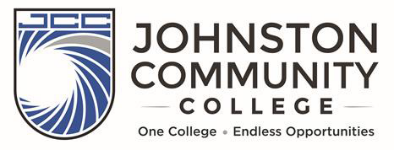 JCC
JOHNSTON
COMMUNITY
COLLEGE
One College • Endless Opportunities